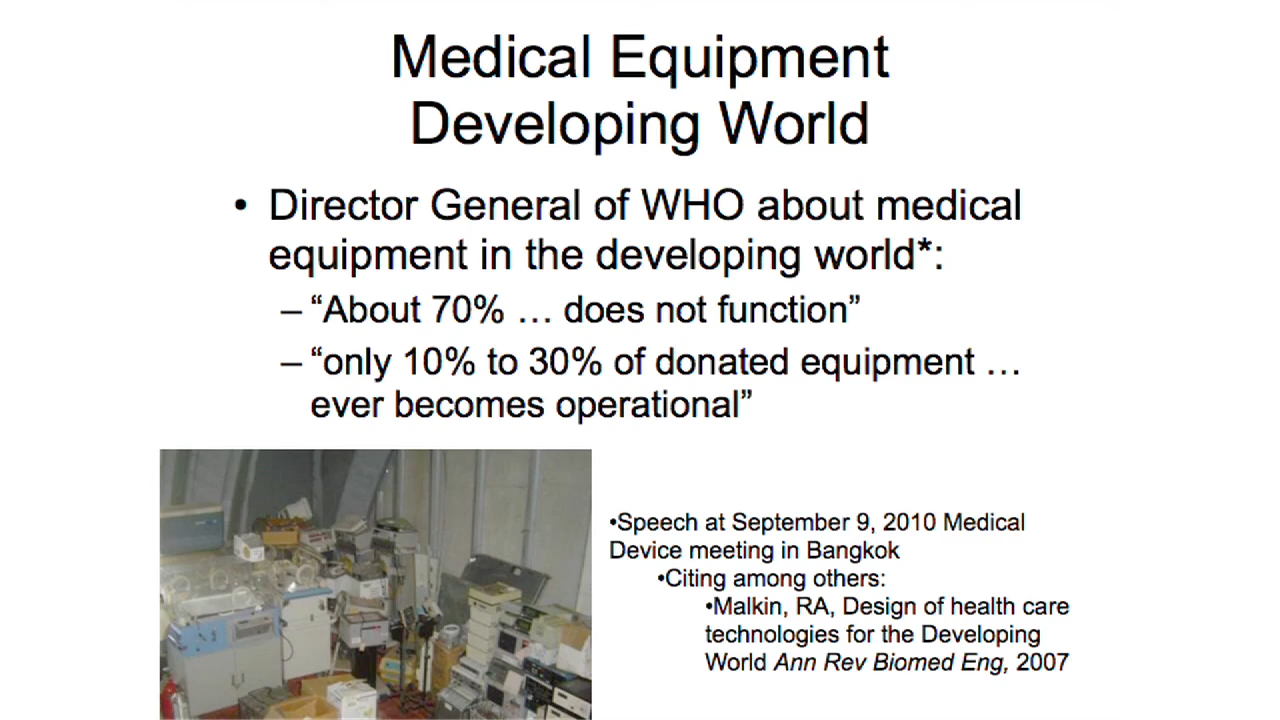 Medical Equipment
Developing World
• Director General of WHO about medical
equipment in the developing world*:
– “About 70% … does not function”
– “only 10% to 30% of donated equipment …
ever becomes operational”
•Speech at September 9, 2010 Medical
Device meeting in Bangkok
•Citing among others:
•Malkin, RA, Design of health care
technologies for the Developing
World Ann Rev Biomed Eng, 2007